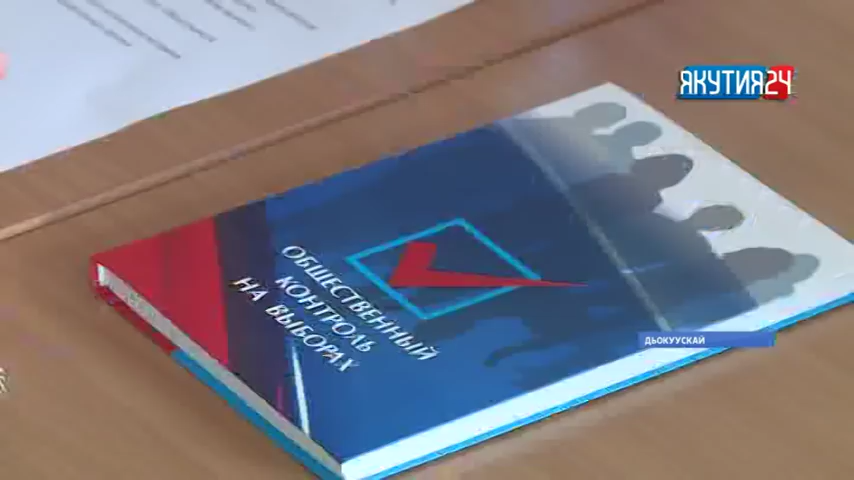 ЯКУТИЯ24
ОБЩЕСТВЕННЫЙ
КОНТРОЛЬ
НА ВЫБОРАХ
ДЬОКУУСКАЙ